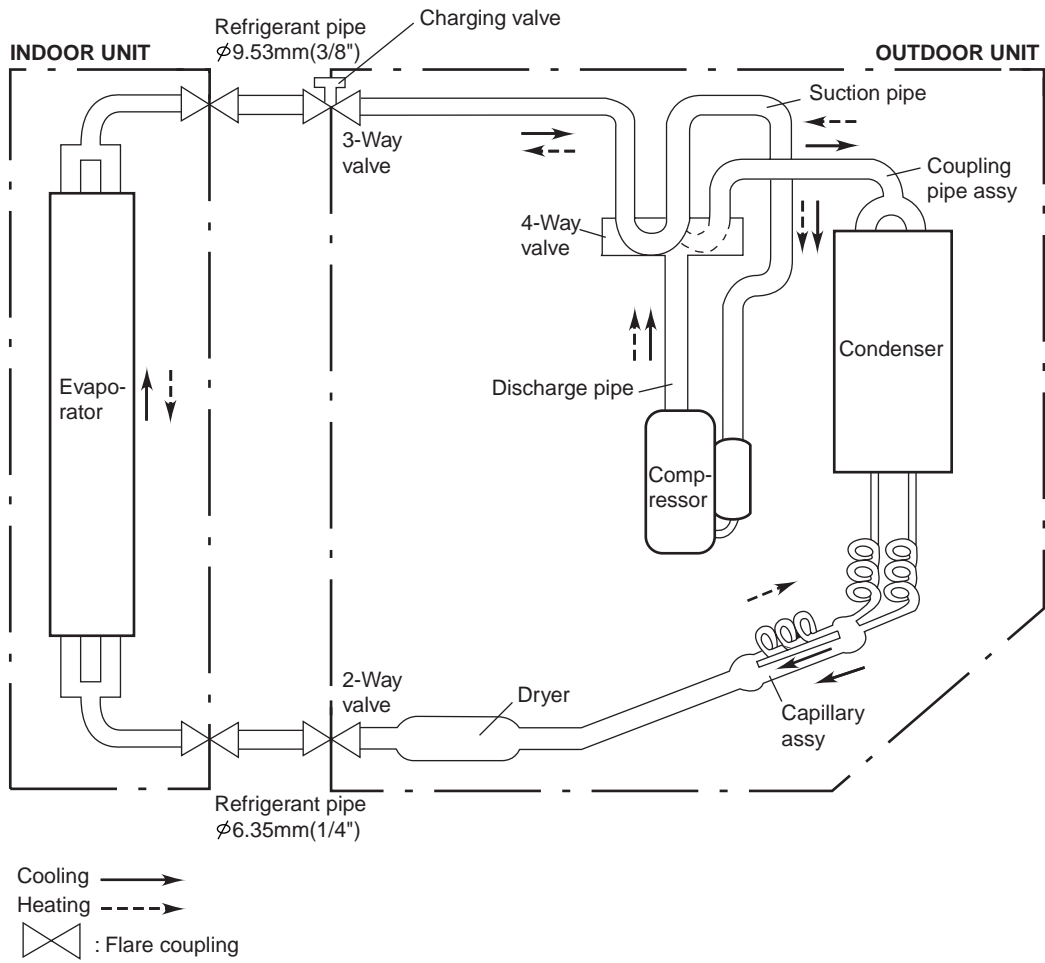 Refrigerant pipe
⌀9.53mm(3/8")
Charging valve
INDOOR UNIT
OUTDOOR UNIT
Suction pipe
3-Way
valve
Coupling
pipe assy
4-Way
valve
Condenser
Discharge pipe
Evapo-
rator
Comp-
ressor
2-Way
valve
Dryer
Capillary
assy
Refrigerant pipe
⌀6.35mm(1/4")
Cooling
Heating
: Flare coupling